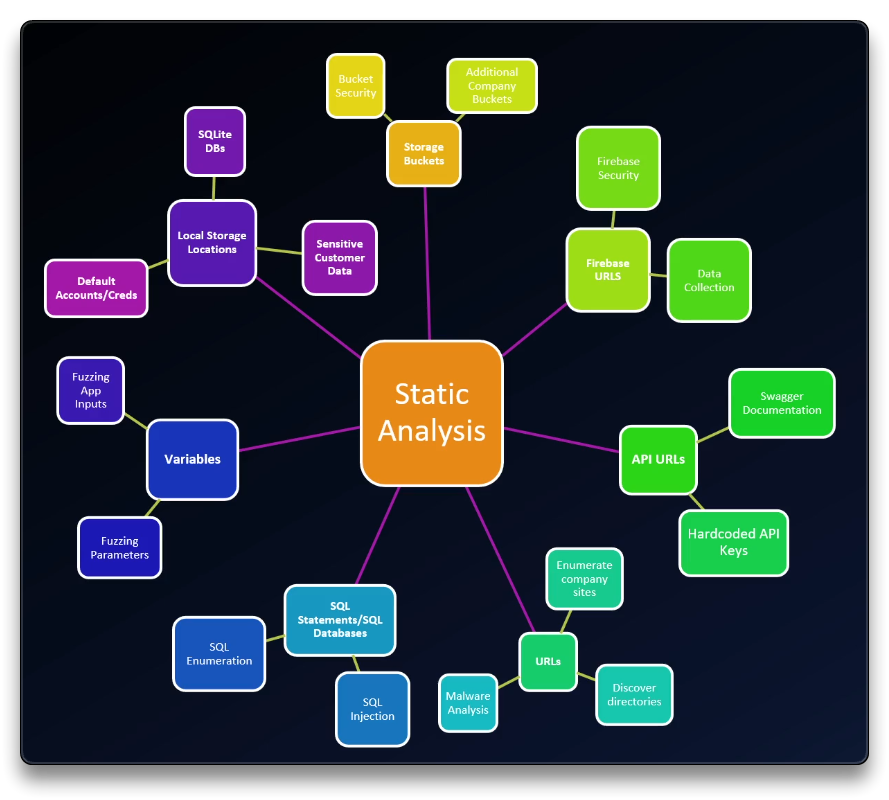 Bucket
Security
Additional
Company
Buckets
Storage
Buckets
SQLite
DBs
Local Storage
Locations
Sensitive
Customer
Data
Default
Accounts/Creds
Firebase
Security
Firebase
URLS
Data
Collection
Static
Analysis
Fuzzing
App
Inputs
Variables
Fuzzing
Parameters
Swagger
Documentation
API URLs
Hardcoded API
Keys
SQL
Statements/SQL
Databases
SQL
Enumeration
SQL
Injection
Enumerate
company
sites
URLs
Malware
Analysis
Discover
directories